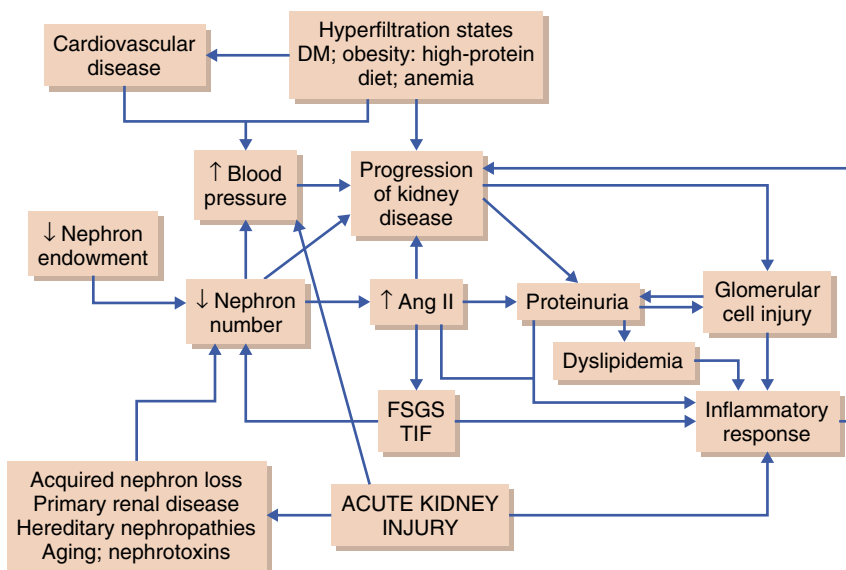 Cardiovascular
disease
Hyperfiltration states
DM; obesity: high-protein
diet; anemia
↑ Blood
pressure
Progression
of kidney
disease
↓ Nephron
endowment
↓ Nephron
number
↑ Ang II
Proteinuria
Glomerular
cell injury
Dyslipidemia
FSGS
TIF
Inflammatory
response
Acquired nephron loss
Primary renal disease
Hereditary nephropathies
Aging; nephrotoxins
ACUTE KIDNEY
INJURY